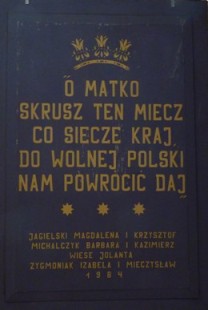 O MATKO
SKRUSZ TEN MIECZ
CO SIECZE KRAJ
DO WOLNEJ POLSKI
NAM POWRÓCIĆ DAJ
JAGIELSKI MAGDALENA I KRZYSZTOF
MICHALCZYK BARBARA I KAZIMIERZ
WIESE JOLANTA
ZYGMONIAK IZABELA I MIECZYSŁAW
1984